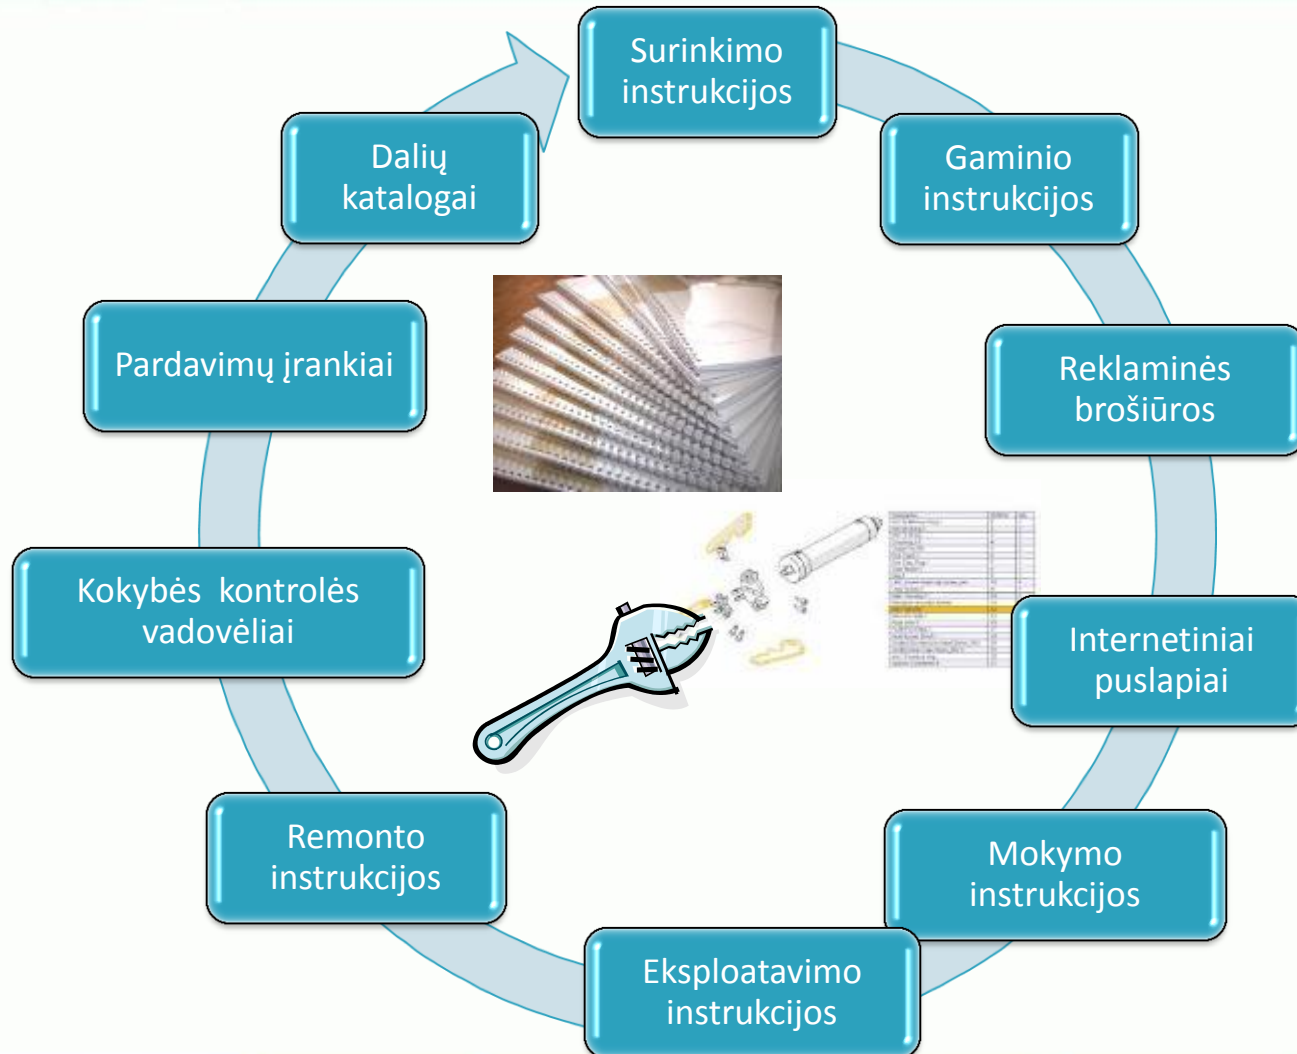 Surinkimo
instrukcijos
Gaminio
instrukcijos
Reklaminės
brošiūros
Internetiniai
puslapiai
Mokymo
instrukcijos
Eksploatavimo
instrukcijos
Remonto
instrukcijos
Kokybės kontrolės
vadovėliai
Pardavimų įrankiai
Dalių
katalogai